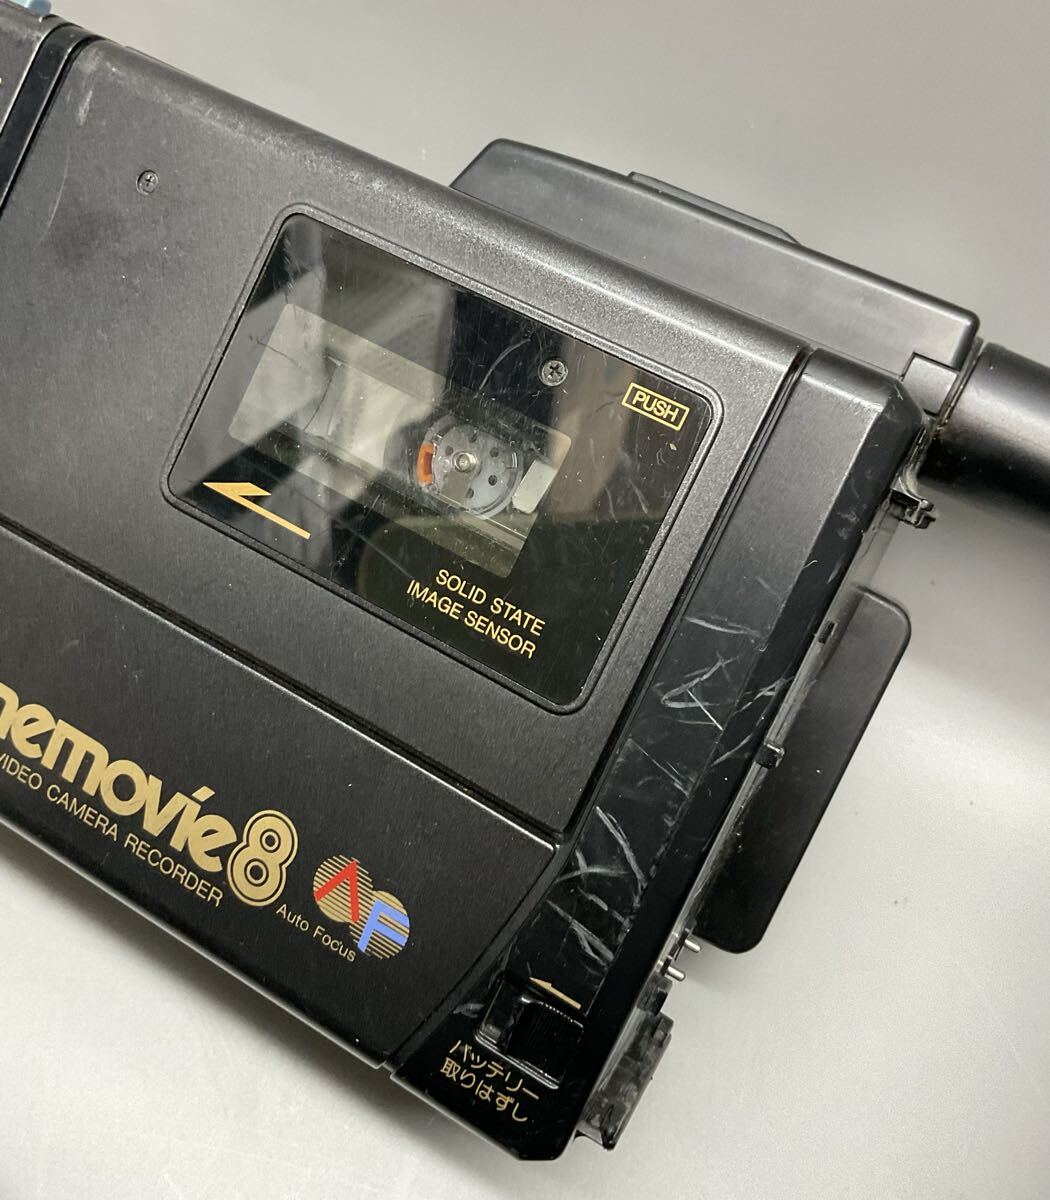 PUSH
SOLID STATE
IMAGE SENSOR
nemovie8
VIDEO CAMERA RECORDER
Auto Focus
AF
バッテリー
取りはずし